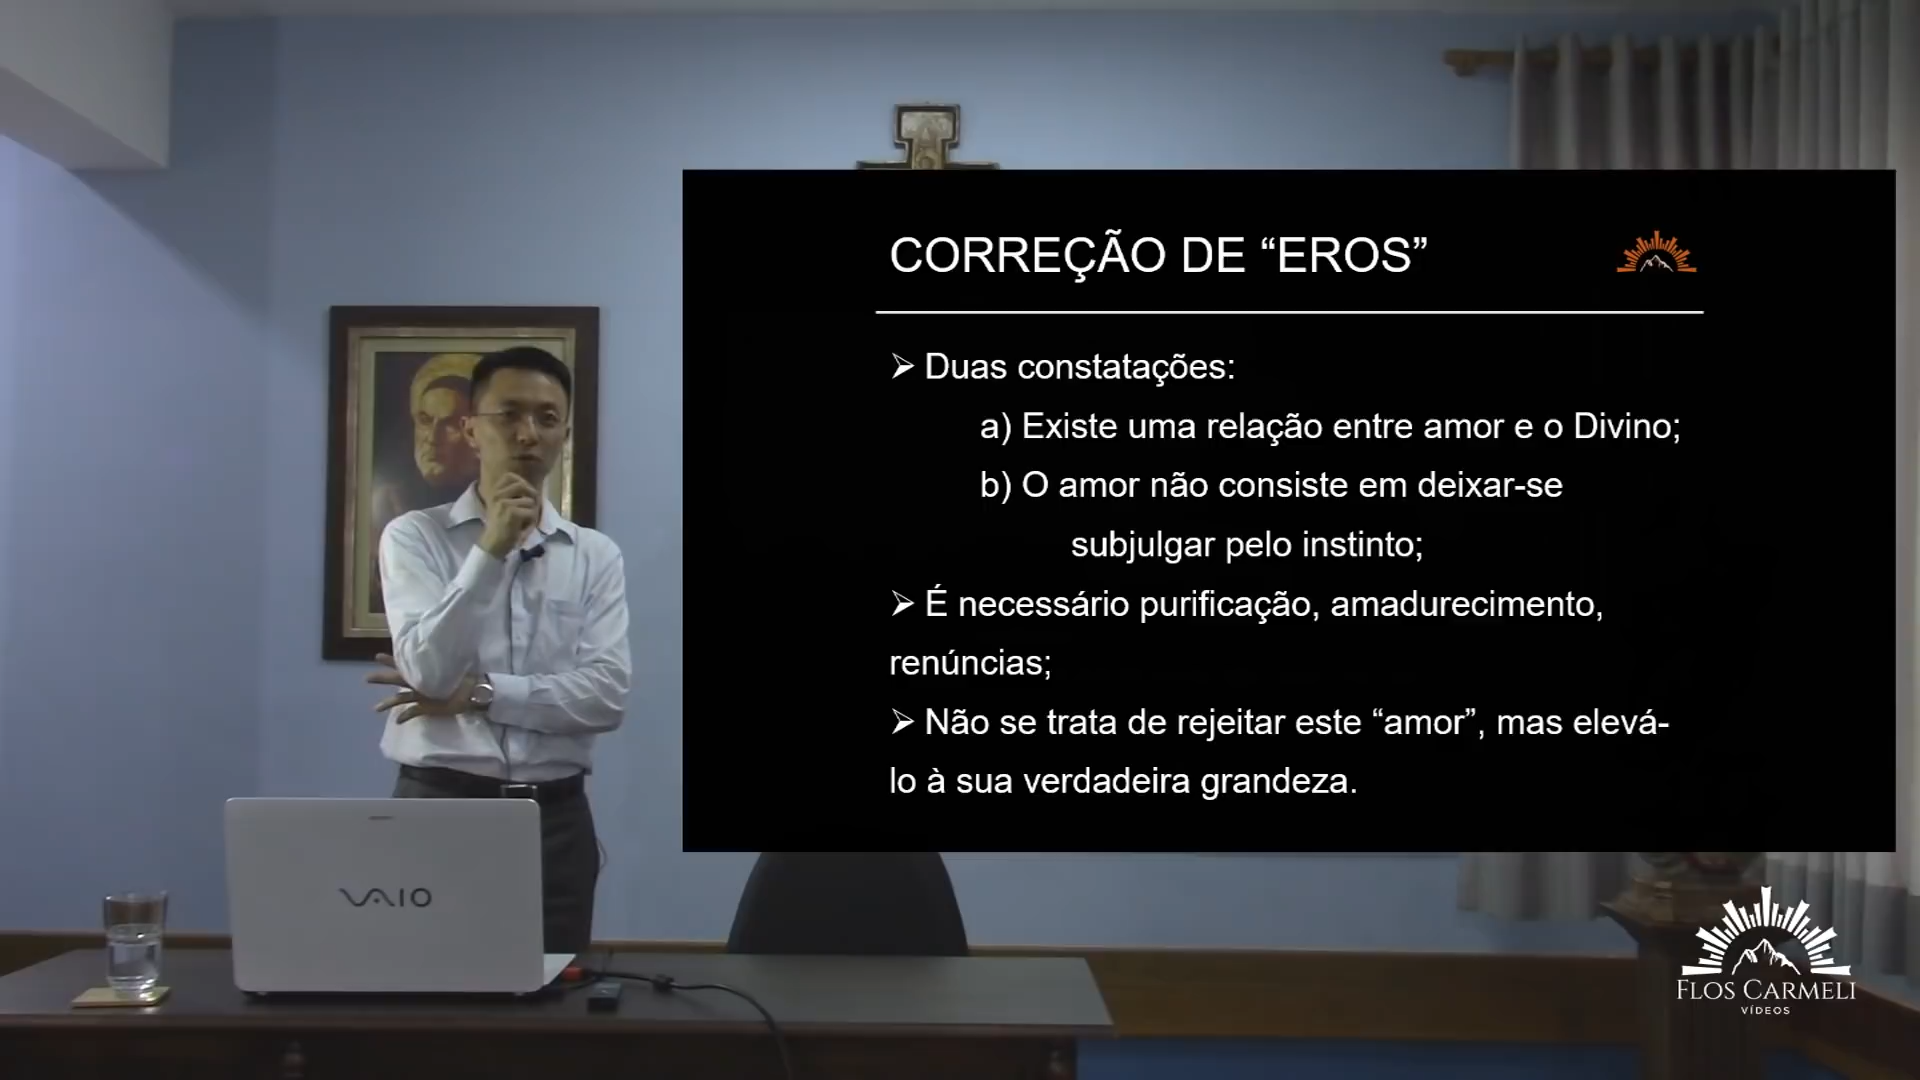 CORREÇÃO DE “EROS”
➢ Duas constatações:
a) Existe uma relação entre amor e o Divino;
b) O amor não consiste em deixar-se
subjulgar pelo instinto;
➢ É necessário purificação, amadurecimento,
renúncias;
➢ Não se trata de rejeitar este “amor”, mas elevá-
lo à sua verdadeira grandeza.
VAIO
FLOS CARMELI
VÍDEOS